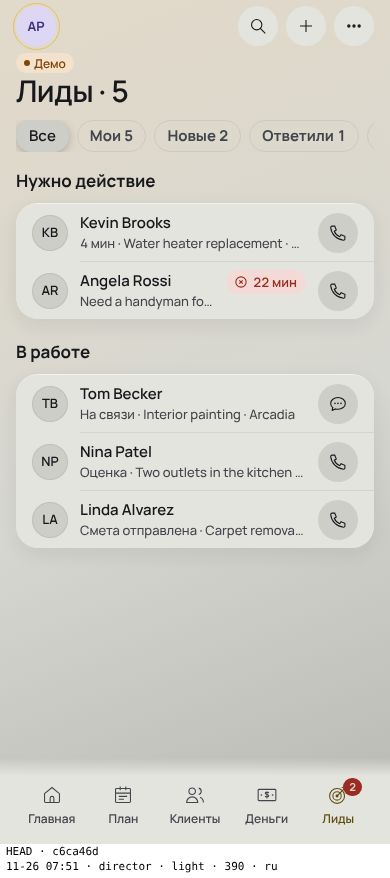 AP
Демо
Лиды · 5
Все
Мои 5
Новые 2
Ответили 1
Нужно действие
KB
Kevin Brooks
4 мин · Water heater replacement · …
AR
Angela Rossi
22 мин
Need a handyman fo…
В работе
TB
Tom Becker
На связи · Interior painting · Arcadia
NP
Nina Patel
Оценка · Two outlets in the kitchen …
LA
Linda Alvarez
Смета отправлена · Carpet remova…
2
Главная
План
Клиенты
Деньги
Лиды
HEAD · c6ca46d
11-26 07:51 · director · light · 390 · ru